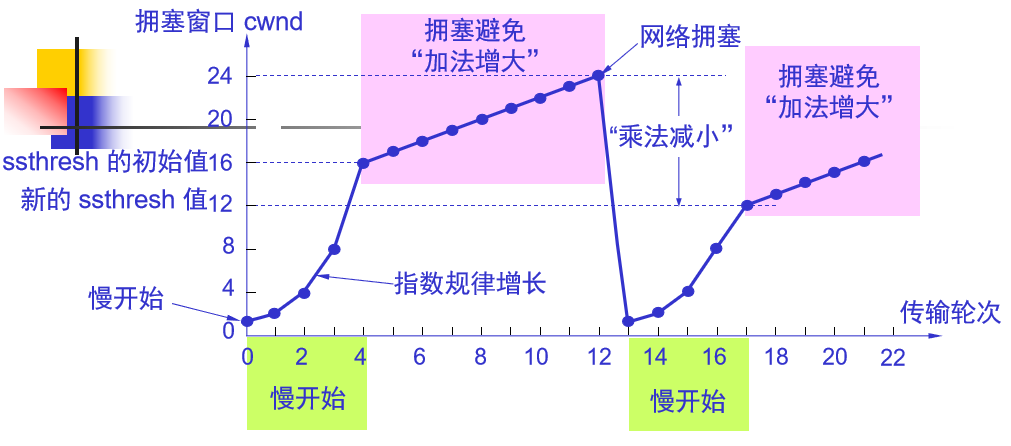 拥塞窗口 cwnd
拥塞避免
“加法增大”
网络拥塞
拥塞避免
“加法增大”
24
20
“乘法减小”
ssthresh 的初始值16
新的 ssthresh 值 12
8
指数规律增长
4
慢开始
传输轮次
0
0 2 4 6 8 10 12 14 16 18 20 22
慢开始
慢开始